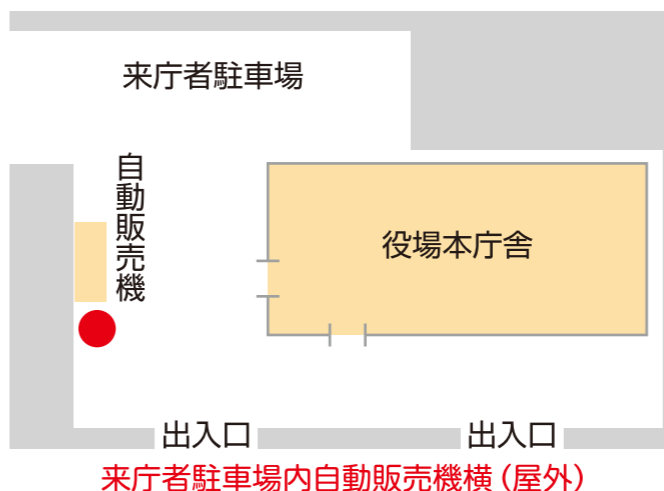 来庁者駐車場
自動販売機
役場本庁舎
出入口
出入口
来庁者駐車場内自動販売機横（屋外）